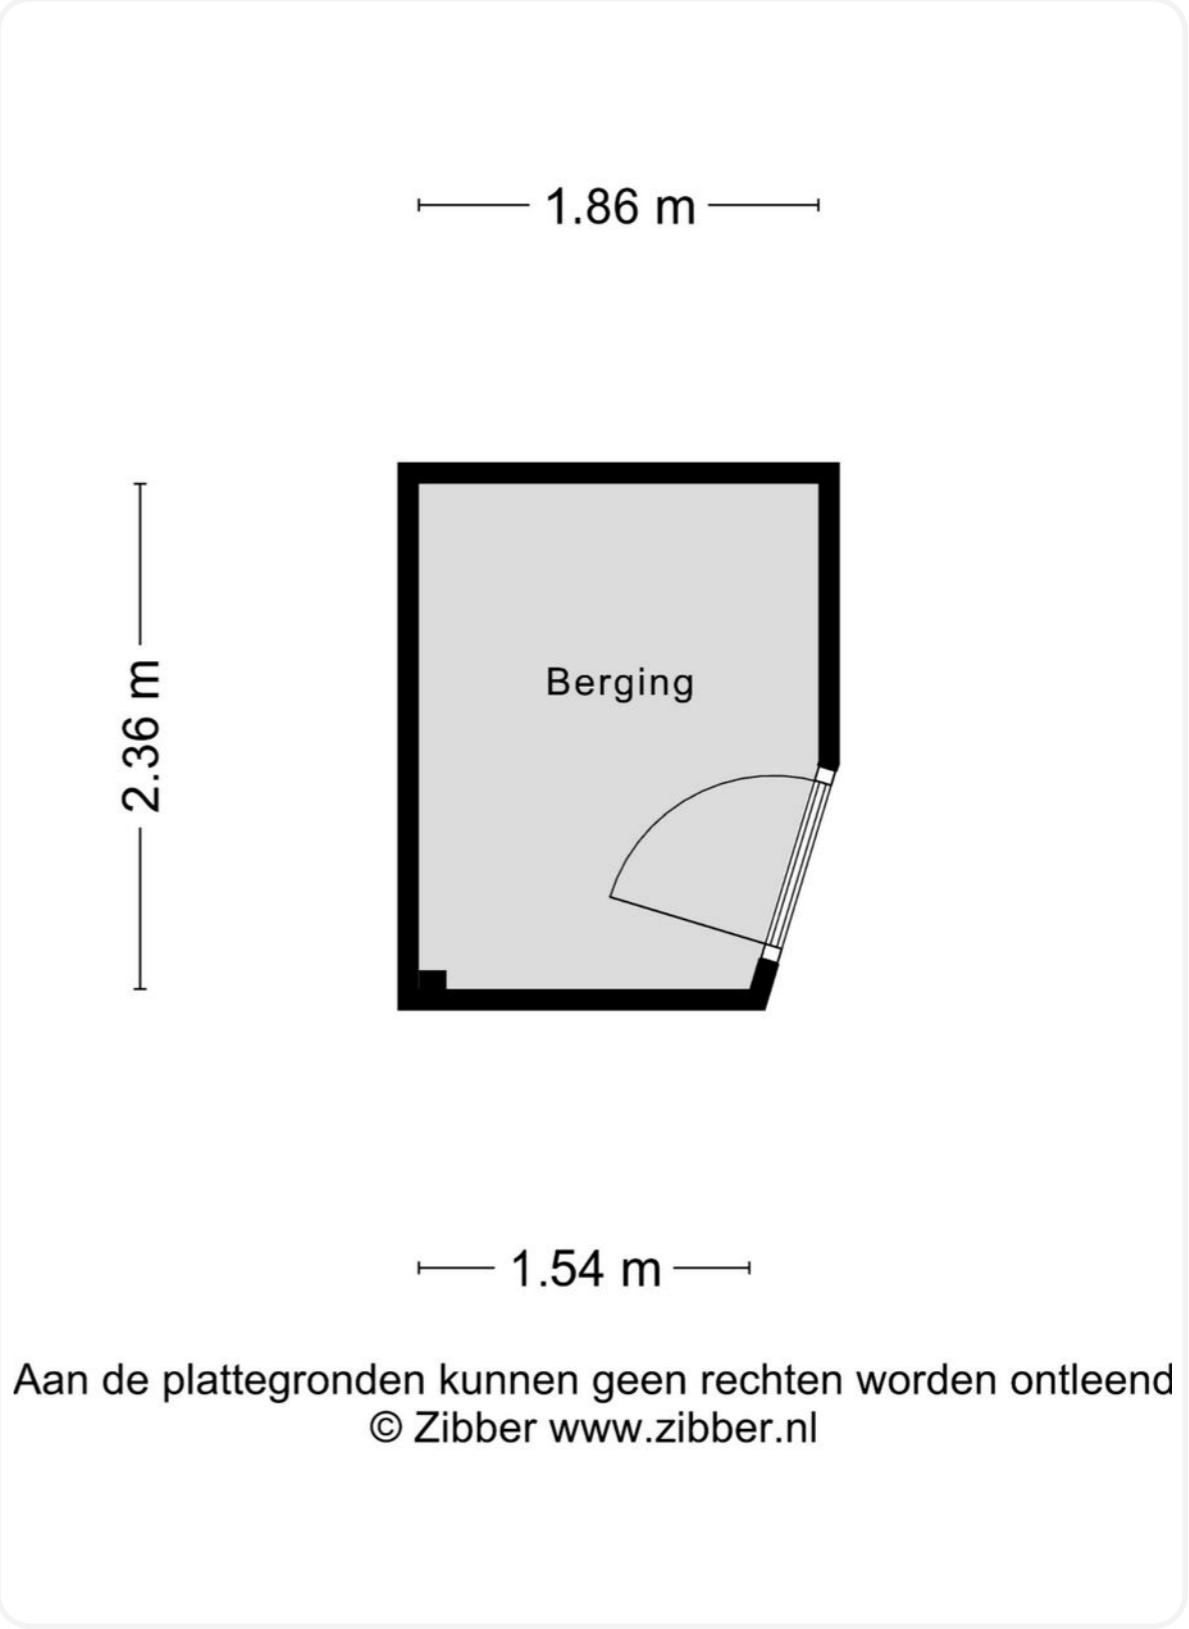 1.86 m
2.36 m
Berging
1.54 m
Aan de plattegronden kunnen geen rechten worden ontleend
© Zibber www.zibber.nl